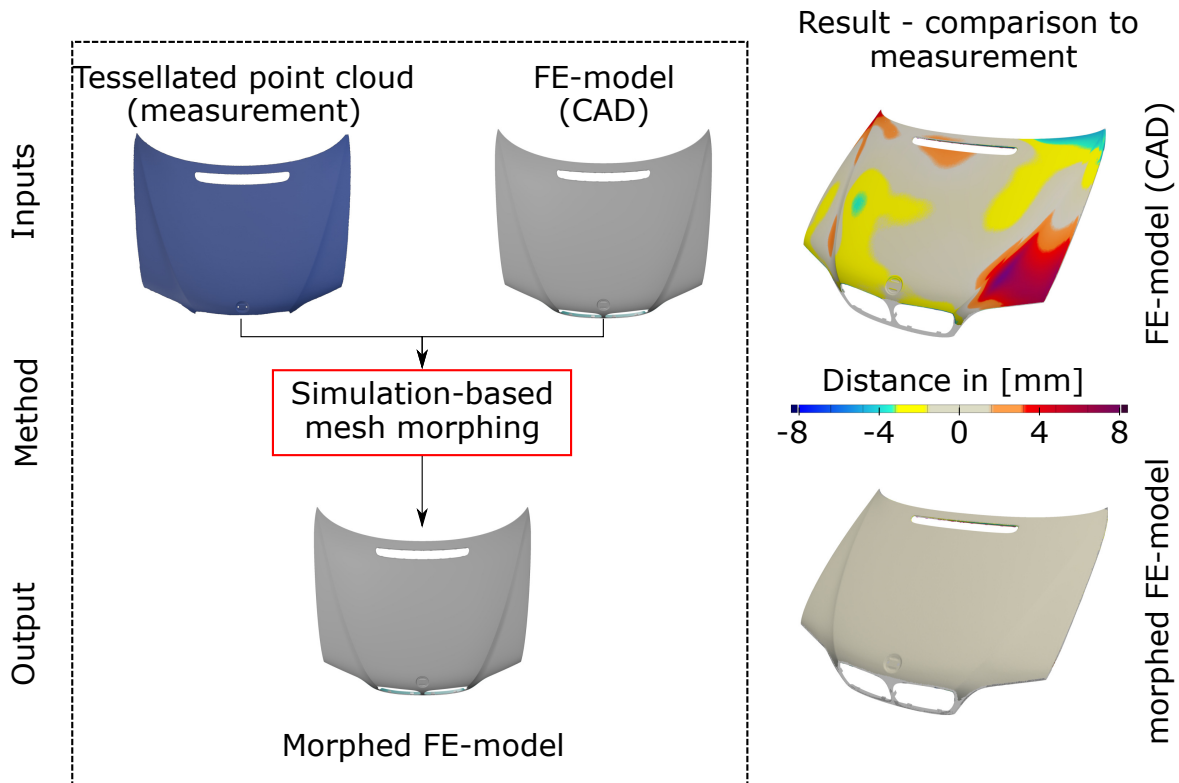 Result - comparison to
measurement
Tessellated point cloud
(measurement)
FE-model
(CAD)
Inputs
FE-model (CAD)
Method
Simulation-based
mesh morphing
Distance in [mm]
-8 -4 0 4 8
Output
morphed FE-model
Morphed FE-model